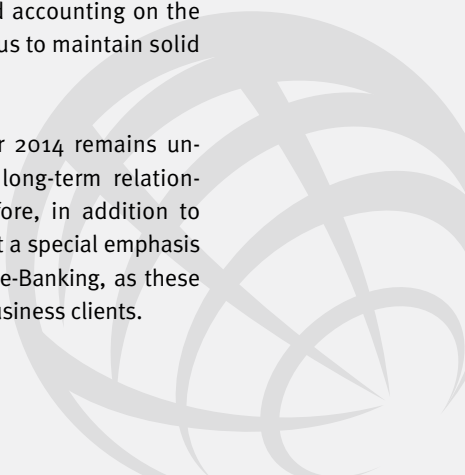 d accounting on the
us to maintain solid
r 2014 remains un-
long-term relation-
fore, in addition to
t a special emphasis
e-Banking, as these
usiness clients.